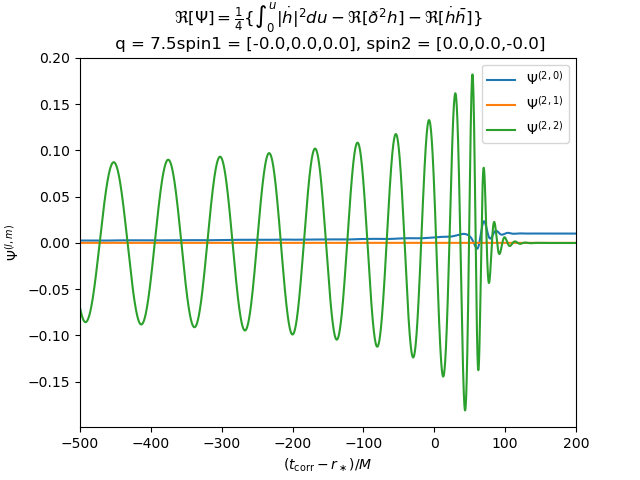 ℜ[Ψ] = 1/4{∫₀ᵘ|ḣ|²du − ℜ[ð²h] − ℜ[ḣh̄]}
q = 7.5spin1 = [-0.0,0.0,0.0], spin2 = [0.0,0.0,-0.0]
Ψ⁽²,⁰⁾
Ψ⁽²,¹⁾
Ψ⁽²,²⁾
0.20
0.15
0.10
0.05
0.00
−0.05
−0.10
−0.15
Ψ⁽ˡ,ᵐ⁾
−500 −400 −300 −200 −100 0 100 200
(t_corr − r∗)/M